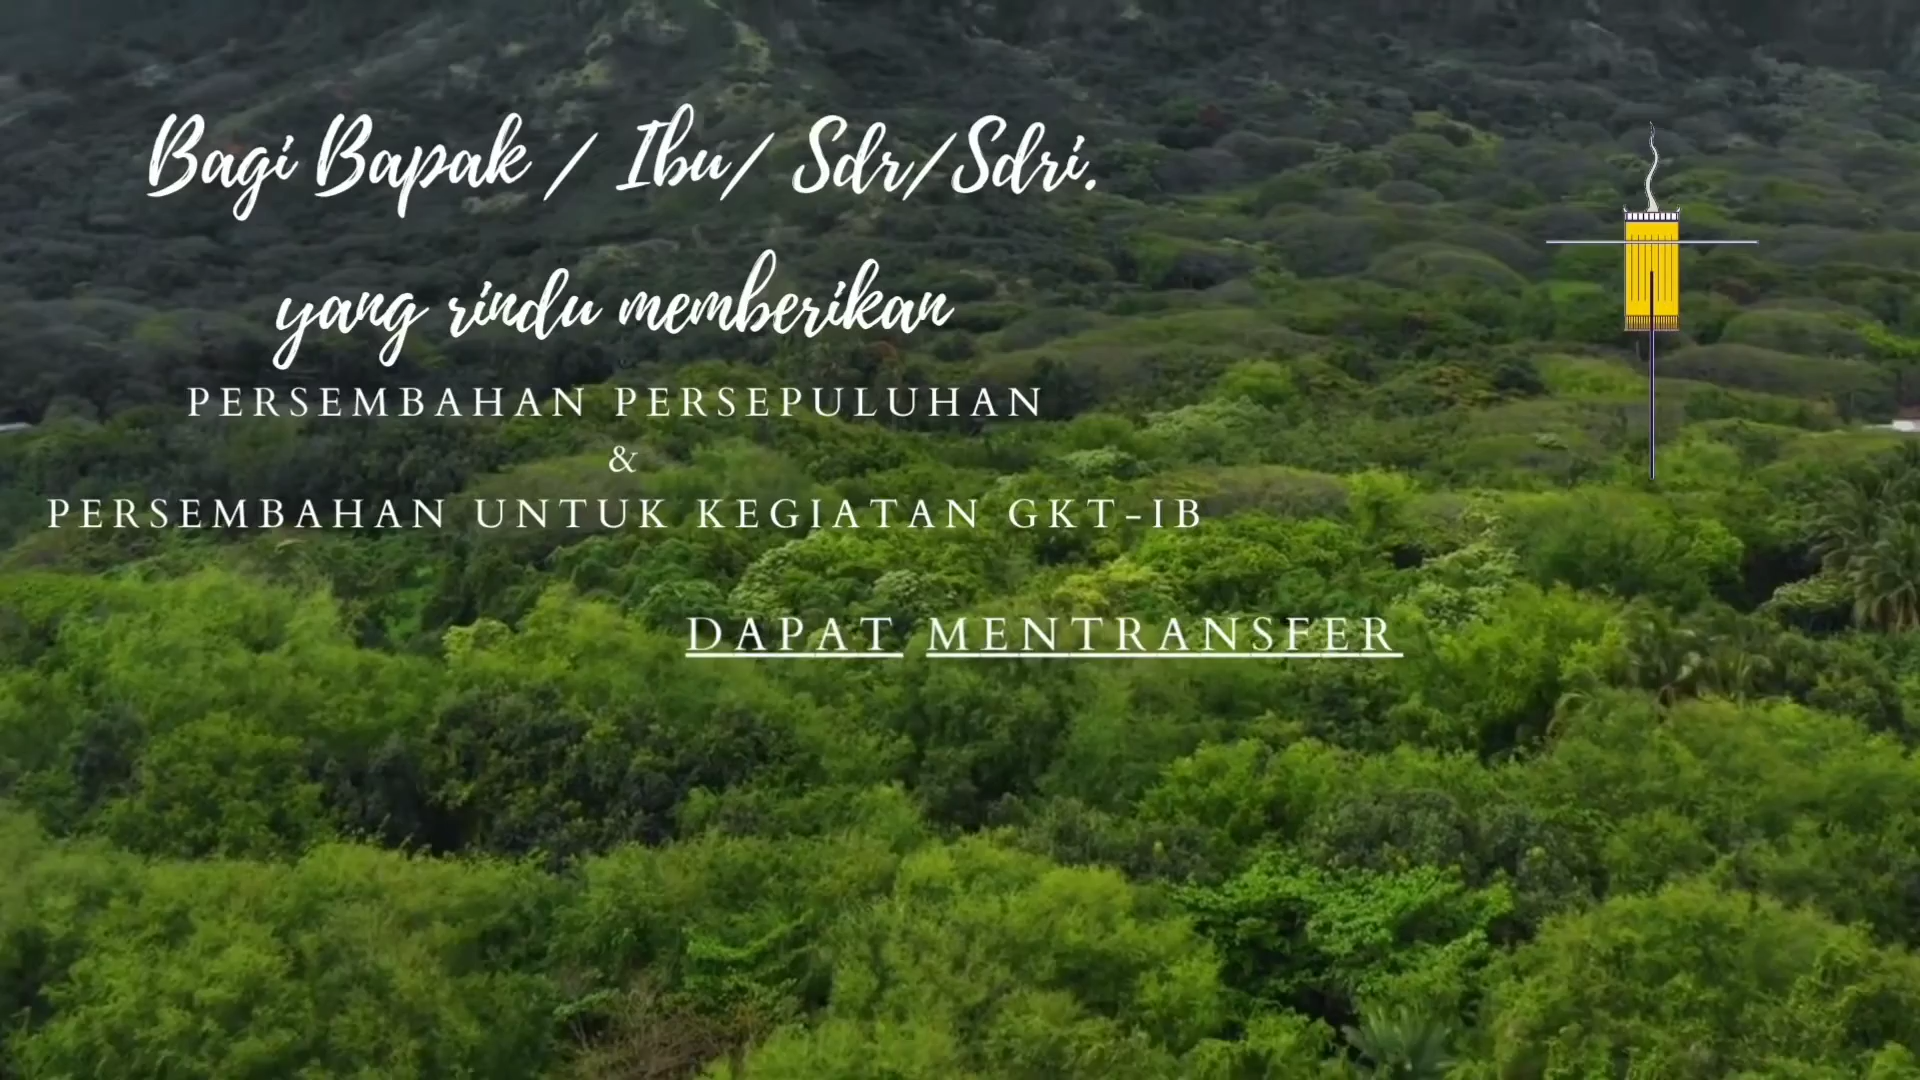 Bagi Bapak / Ibu/ Sdr/Sdri.
yang rindu memberikan
PERSEMBAHAN PERSEPULUHAN
&
PERSEMBAHAN UNTUK KEGIATAN GKT-IB
DAPAT MENTRANSFER